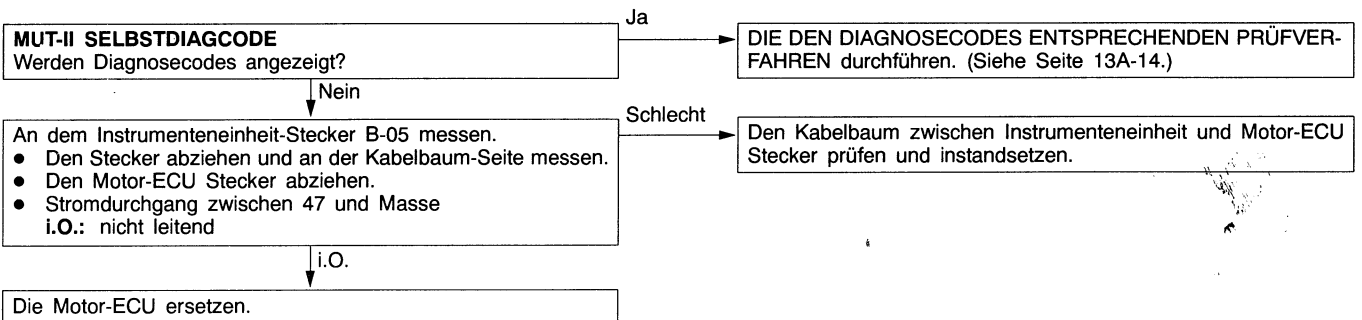 Ja
MUT-II SELBSTDIAGCODE
Werden Diagnosecodes angezeigt?
DIE DEN DIAGNOSECODES ENTSPRECHENDEN PRÜFVER-
FAHREN durchführen. (Siehe Seite 13A-14.)
Nein
Schlecht
An dem Instrumenteneinheit-Stecker B-05 messen.
● Den Stecker abziehen und an der Kabelbaum-Seite messen.
● Den Motor-ECU Stecker abziehen.
● Stromdurchgang zwischen 47 und Masse
i.O.: nicht leitend
Den Kabelbaum zwischen Instrumenteneinheit und Motor-ECU
Stecker prüfen und instandsetzen.
i.O.
Die Motor-ECU ersetzen.